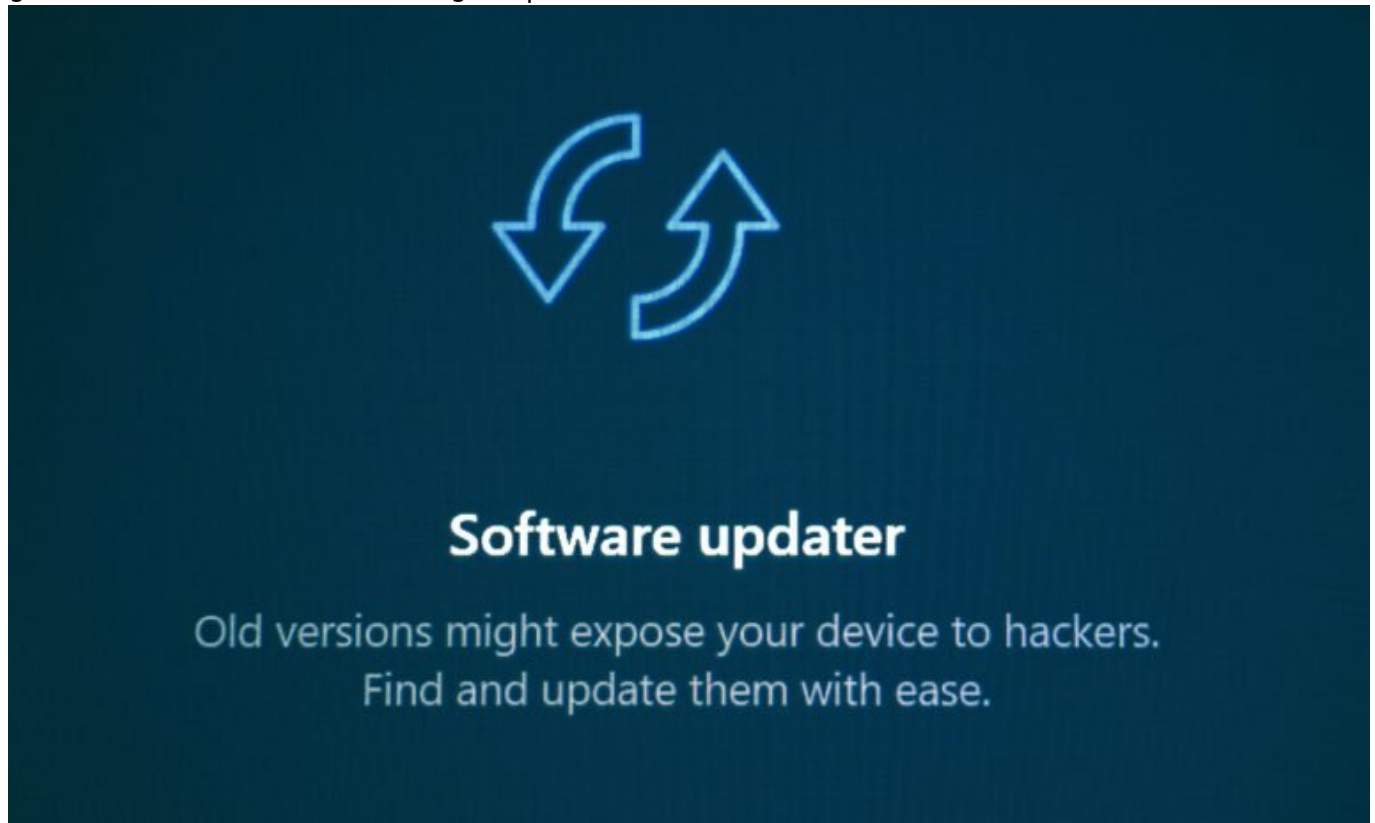 Software updater
Old versions might expose your device to hackers.
Find and update them with ease.